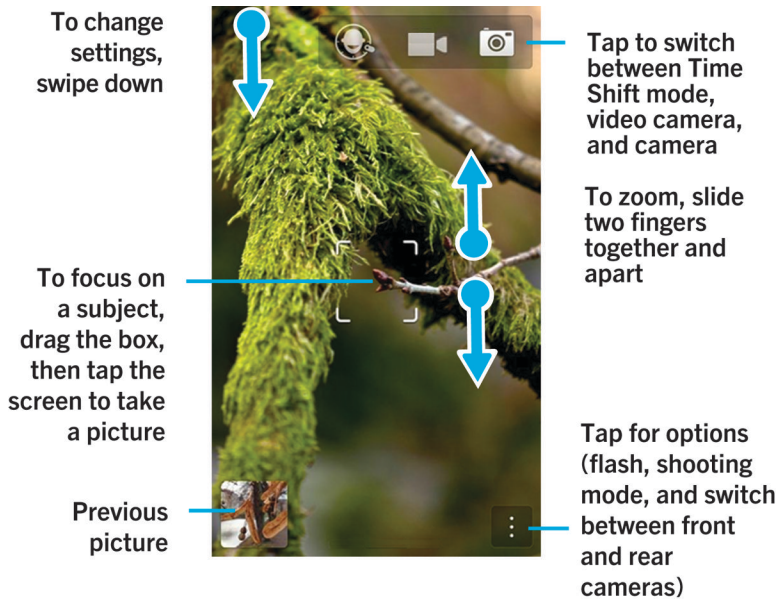 To change
settings,
swipe down
Tap to switch
between Time
Shift mode,
video camera,
and camera
To zoom, slide
two fingers
together and
apart
To focus on
a subject,
drag the box,
then tap the
screen to take
a picture
Previous
picture
Tap for options
(flash, shooting
mode, and switch
between front
and rear
cameras)